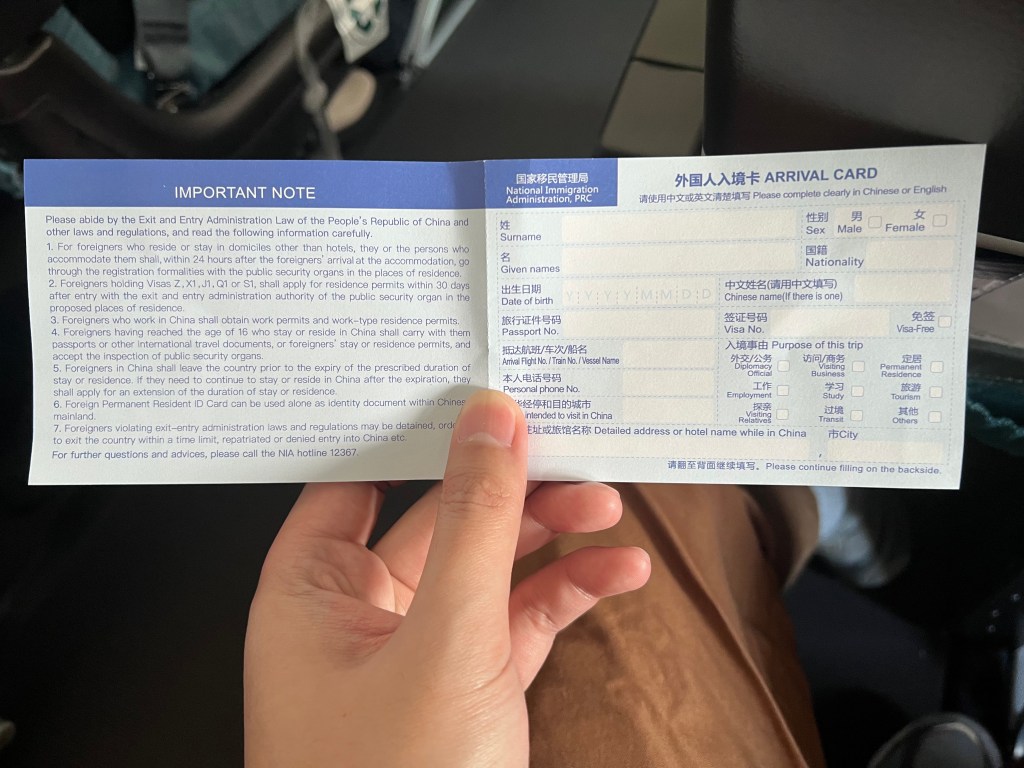 IMPORTANT NOTE
Please abide by the Exit and Entry Administration Law of the People's Republic of China and
other laws and regulations, and read the following information carefully.
1. For foreigners who reside or stay in domiciles other than hotels, they or the persons who
accommodate them shall, within 24 hours after the foreigners' arrival at the accommodation, go
through the registration formalities with the public security organs in the places of residence.
2. Foreigners holding Visas Z, X1, J1, Q1 or S1, shall apply for residence permits within 30 days
after entry with the exit and entry administration authority of the public security organ in the
proposed places of residence.
3. Foreigners who work in China shall obtain work permits and work-type residence permits.
4. Foreigners having reached the age of 16 who stay or reside in China shall carry with them
passports or other international travel documents, or foreigners' stay or residence permits, and
accept the inspection of public security organs.
5. Foreigners in China shall leave the country prior to the expiry of the prescribed duration of
stay or residence. If they need to continue to stay or reside in China after the expiration, they
shall apply for an extension of the duration of stay or residence.
6. Foreign Permanent Resident ID Card can be used alone as identity document within
mainland.
7. Foreigners violating exit-entry administration laws and regulations may be detained,
to exit the country within a time limit, repatriated or denied entry into China etc.
For further questions and advices, please call the NIA hotline 12367.
国家移民管理局
National Immigration
Administration, PRC
外国人入境卡 ARRIVAL CARD
请使用中文或英文清楚填写 Please complete clearly in Chinese or English
姓
Surname
性别 男 女
Sex Male Female
名
Given names
国籍
Nationality
出生日期
Date of birth
Y Y Y Y M M D D
中文姓名(请用中文填写)
Chinese name(If there is one)
旅行证件号码
Passport No.
签证号码
Visa No.
免签
Visa-Free
抵达航班/车次/船名
Arrival Flight No. / Train No. / Vessel Name
入境事由 Purpose of this trip
外交/公务 访问/商务 定居
Diplomacy Official
Visiting Business
Permanent Residence
本人电话号码
Personal phone No.
工作 学习 旅游
Employment Study Tourism
经停和目的城市
intended to visit in China
探亲 过境 其他
Visiting Relatives
Transit Others
址或旅馆名称 Detailed address or hotel name while in China
市City
请翻至背面继续填写。Please continue filling on the backside.